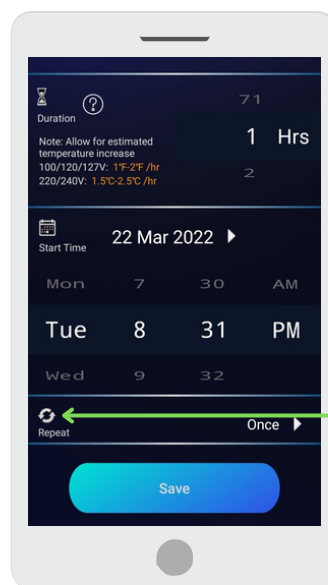 71
Duration
1 Hrs
Note: Allow for estimated
temperature increase
100/120/127V: 1°F-2°F /hr
220/240V: 1.5°C-2.5°C /hr
2
Start Time
22 Mar 2022
Mon 7 30 AM
Tue 8 31 PM
Wed 9 32
Repeat
Once
Save